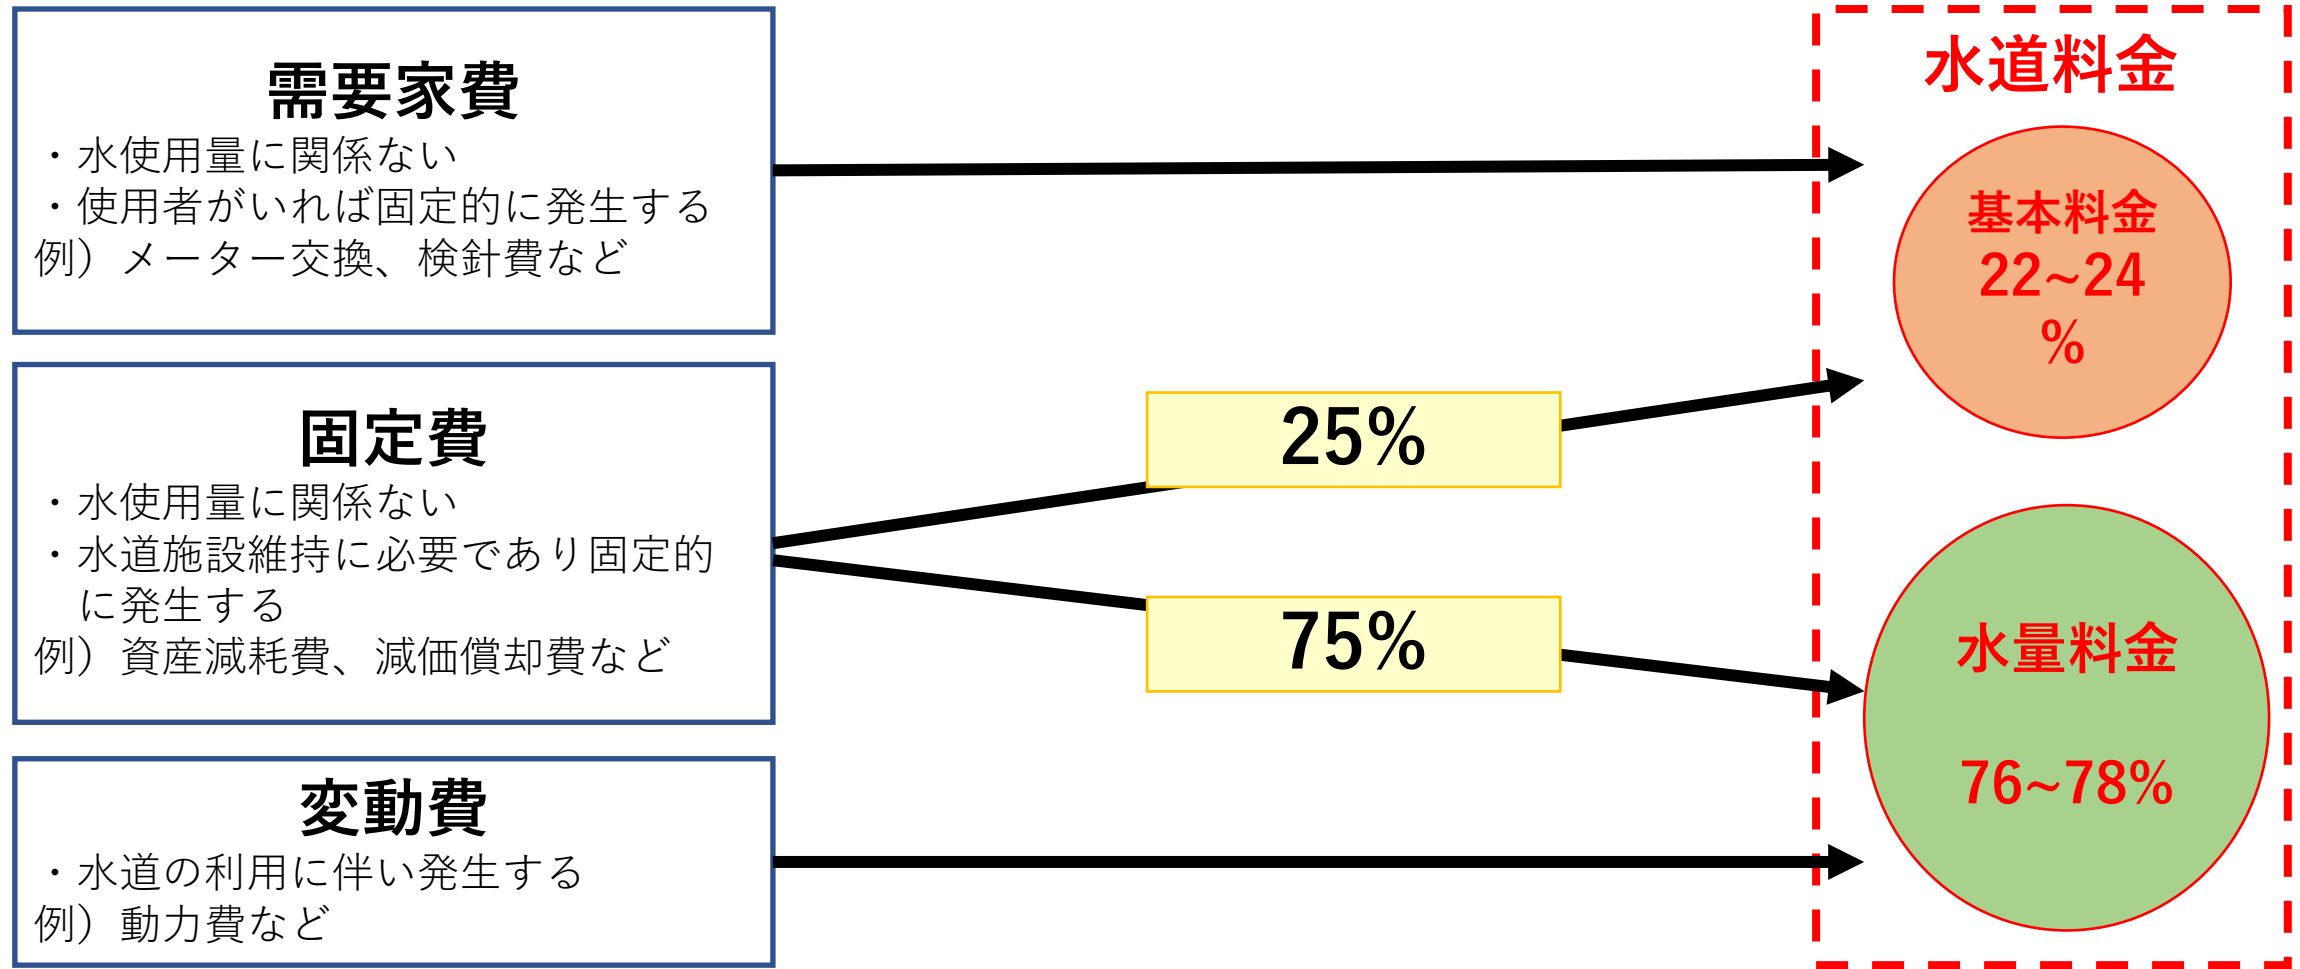 需要家費
・水使用量に関係ない
・使用者がいれば固定的に発生する
例）メーター交換、検針費など
固定費
・水使用量に関係ない
・水道施設維持に必要であり固定的
に発生する
例）資産減耗費、減価償却費など
変動費
・水道の利用に伴い発生する
例）動力費など
25%
75%
水道料金
基本料金
22~24
%
水量料金
76~78%